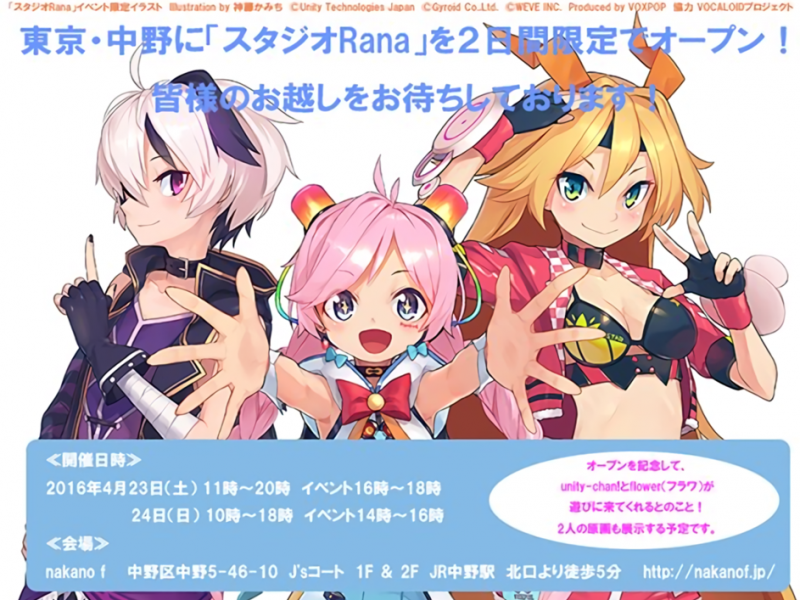 「スタジオRana」イベント限定イラスト Illustration by 神藤かみち ©Unity Technologies Japan ©Gyroid Co.Ltd. ©WEVE INC. Produced by VOXPOP 協力 VOCALOIDプロジェクト
東京・中野に「スタジオRana」を2日間限定でオープン！
皆様のお越しをお待ちしております！
≪開催日時≫
2016年4月23日（土） 11時〜20時 イベント16時〜18時
24日（日） 10時〜18時 イベント14時〜16時
≪会場≫
nakano f 中野区中野5-46-10 J'sコート 1F & 2F JR中野駅 北口より徒歩5分 http://nakanof.jp/
オープンを記念して、
unity-chan!とflower（フラワ）が
遊びに来てくれるとのこと！
2人の原画も展示する予定です。